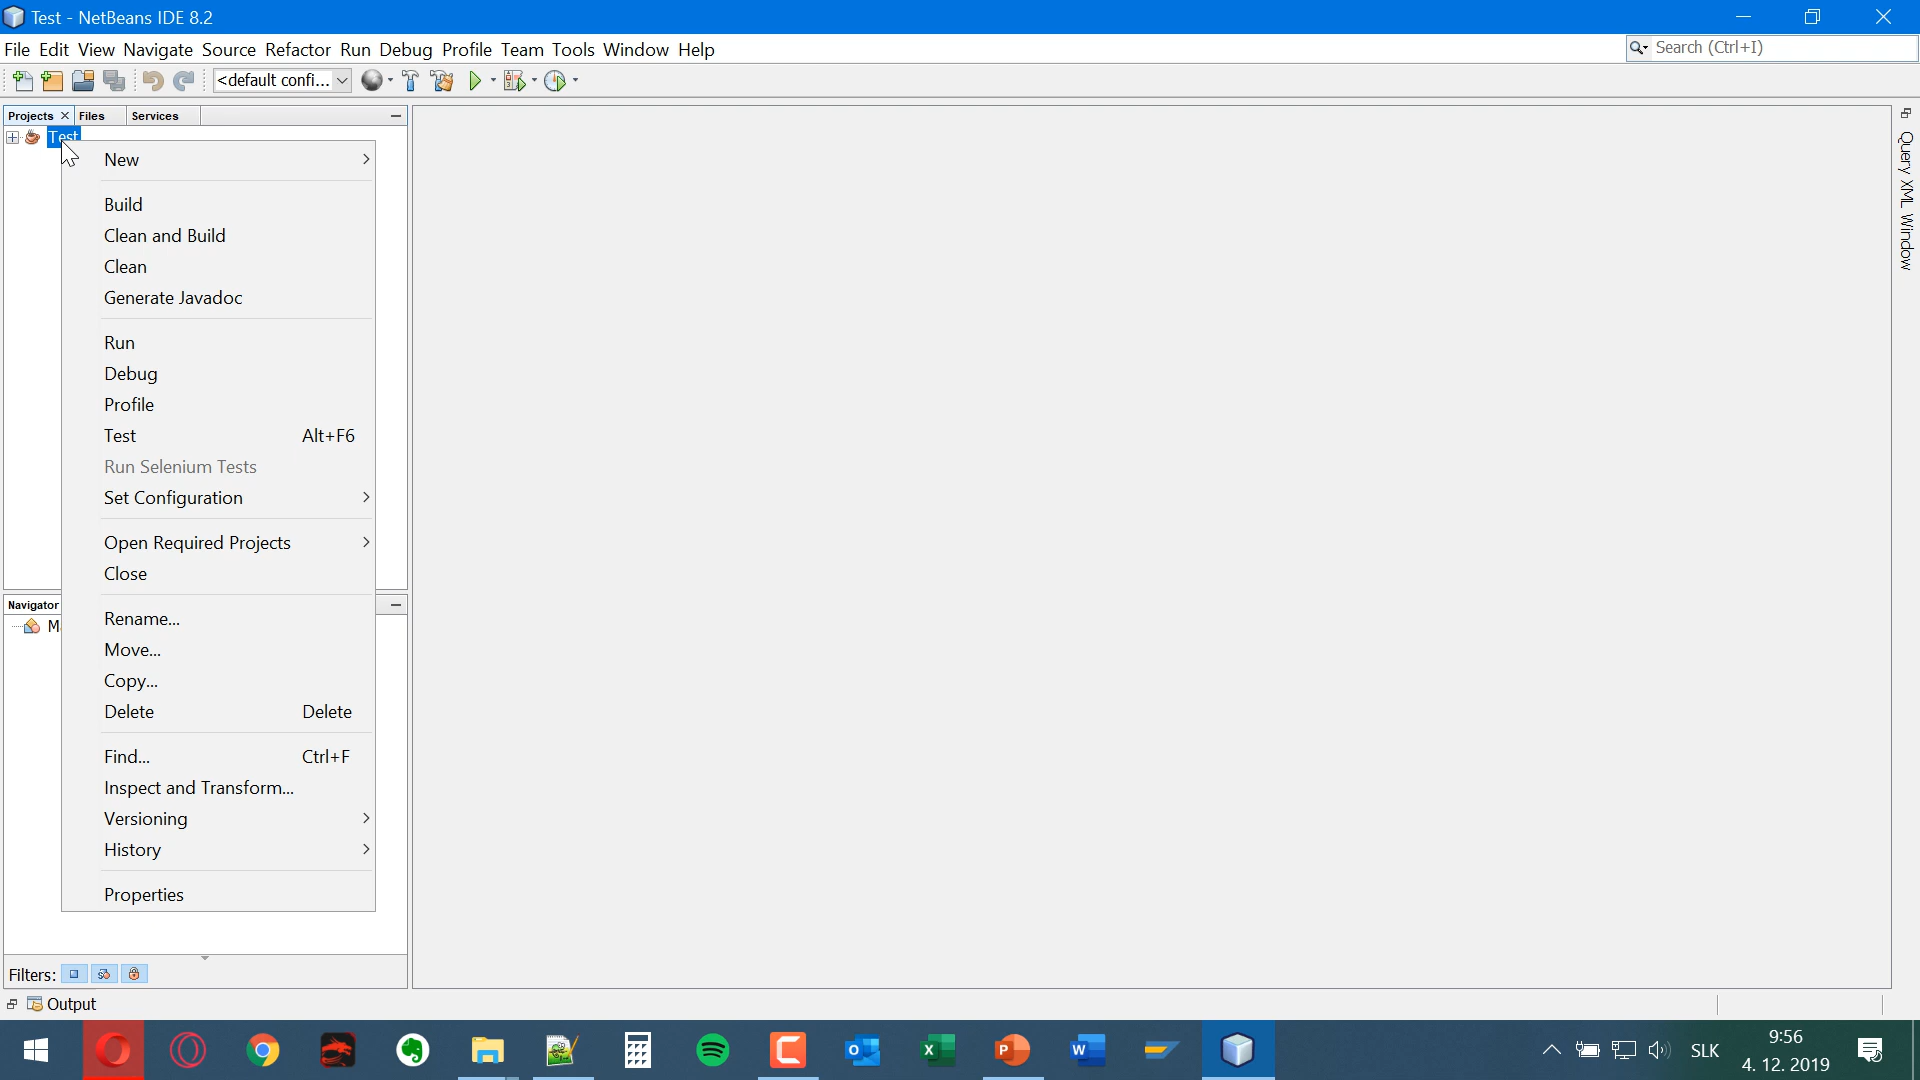 Test - NetBeans IDE 8.2
File Edit View Navigate Source Refactor Run Debug Profile Team Tools Window Help
Search (Ctrl+I)
<default confi...
Projects Files Services
Test
New
Build
Clean and Build
Clean
Generate Javadoc
Run
Debug
Profile
Test Alt+F6
Run Selenium Tests
Set Configuration
Open Required Projects
Close
Rename...
Move...
Copy...
Delete Delete
Find... Ctrl+F
Inspect and Transform...
Versioning
History
Properties
Navigator
Filters:
Output
Query XML Window
SLK
9:56
4. 12. 2019